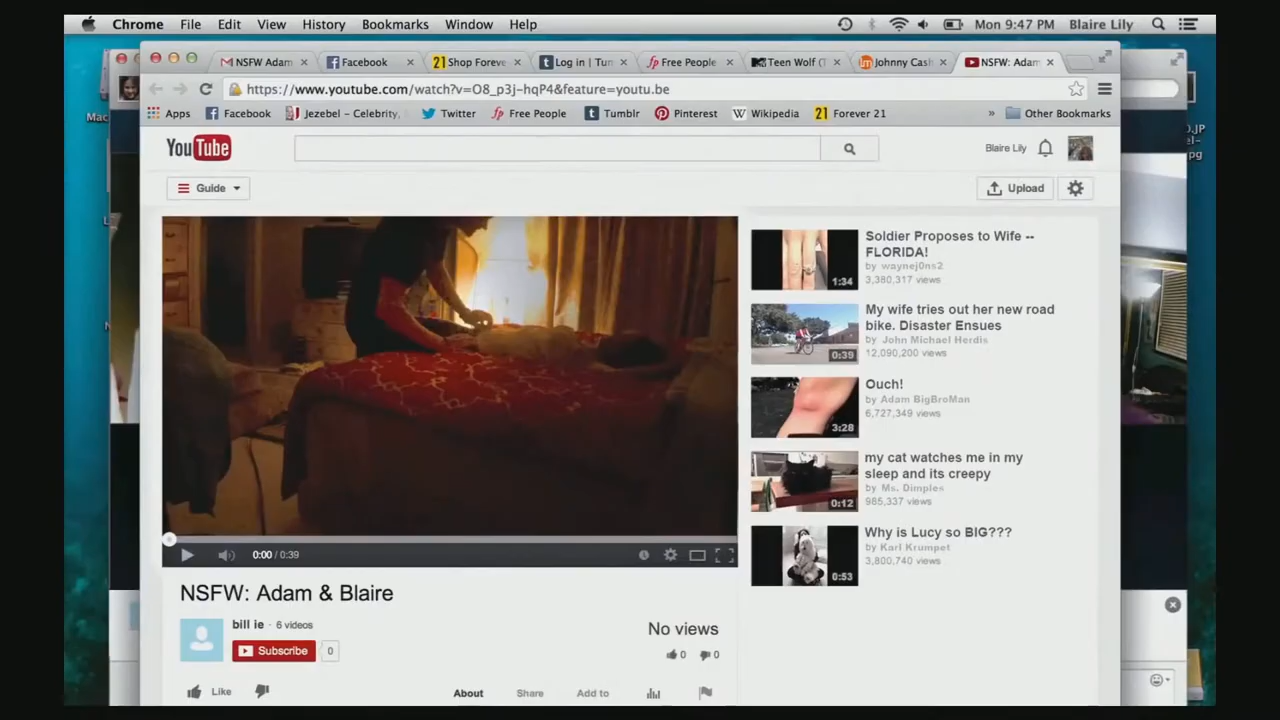 Chrome File Edit View History Bookmarks Window Help Mon 9:47 PM Blaire Lily
NSFW Adam Facebook 21 Shop Foreve Log in | Tum fp Free People Teen Wolf (T Johnny Cash NSFW: Adam
https://www.youtube.com/watch?v=O8_p3j-hqP4&feature=youtu.be
Apps Facebook Jezebel – Celebrity, Twitter fp Free People Tumblr Pinterest W Wikipedia 21 Forever 21 » Other Bookmarks
Mac
YouTube
Blaire Lily
Guide
Upload
Soldier Proposes to Wife --
FLORIDA!
by waynej0ns2
3,380,317 views
1:34
My wife tries out her new road
bike. Disaster Ensues
by John Michael Herdis
12,090,200 views
0:39
Ouch!
by Adam BigBroMan
6,727,349 views
3:28
my cat watches me in my
sleep and its creepy
by Ms. Dimples
985,337 views
0:12
Why is Lucy so BIG???
by Karl Krumpet
3,800,740 views
0:53
0:00 / 0:39
NSFW: Adam & Blaire
bill ie · 6 videos
Subscribe 0
No views
0 0
Like
About Share Add to